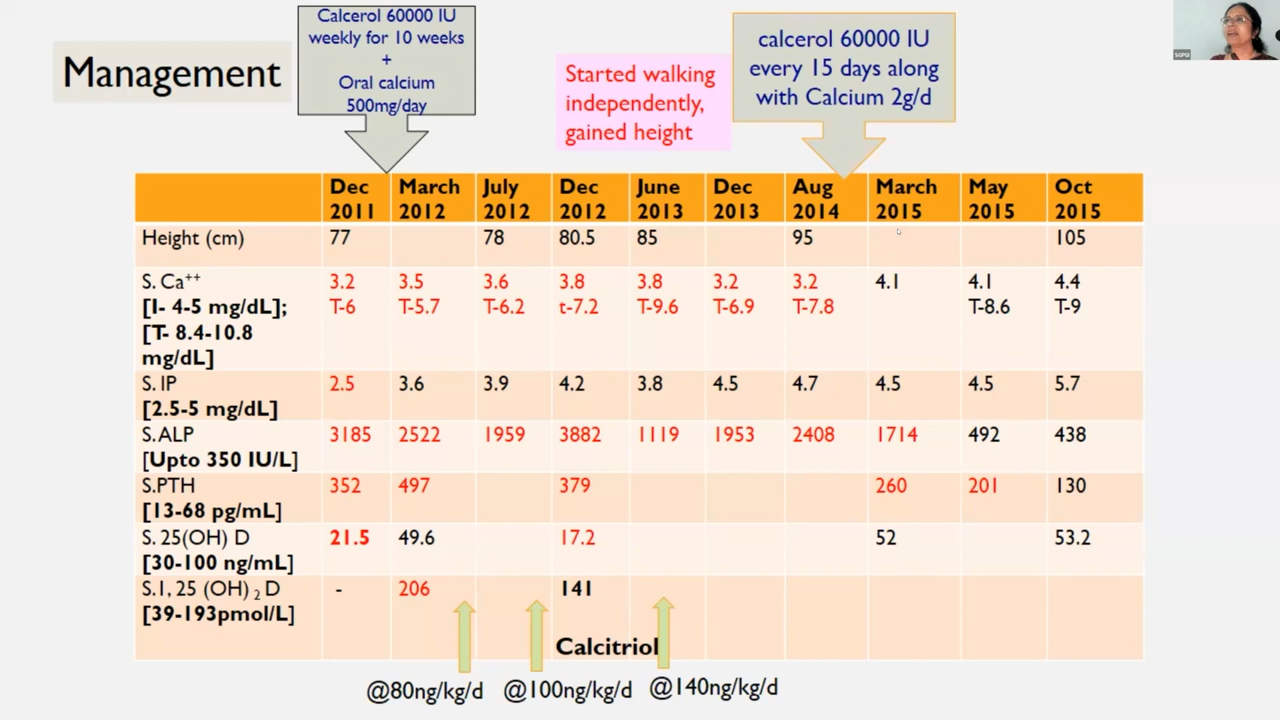 Calcerol 60000 IU
weekly for 10 weeks
+
Oral calcium
500mg/day
Management
Started walking
independently,
gained height
calcerol 60000 IU
every 15 days along
with Calcium 2g/d
SGPGI
Dec 2011 March 2012 July 2012 Dec 2012 June 2013 Dec 2013 Aug 2014 March 2015 May 2015 Oct 2015
Height (cm) 77 78 80.5 85 95 105
S. Ca++ 3.2 3.5 3.6 3.8 3.8 3.2 3.2 4.1 4.1 4.4
[I- 4-5 mg/dL]; T-6 T-5.7 T-6.2 t-7.2 T-9.6 T-6.9 T-7.8 T-8.6 T-9
[T- 8.4-10.8
mg/dL]
S. IP 2.5 3.6 3.9 4.2 3.8 4.5 4.7 4.5 4.5 5.7
[2.5-5 mg/dL]
S.ALP 3185 2522 1959 3882 1119 1953 2408 1714 492 438
[Upto 350 IU/L]
S.PTH 352 497 379 260 201 130
[13-68 pg/mL]
S. 25(OH) D 21.5 49.6 17.2 52 53.2
[30-100 ng/mL]
S.1, 25 (OH) 2 D - 206 141
[39-193pmol/L]
Calcitriol
@80ng/kg/d @100ng/kg/d @140ng/kg/d